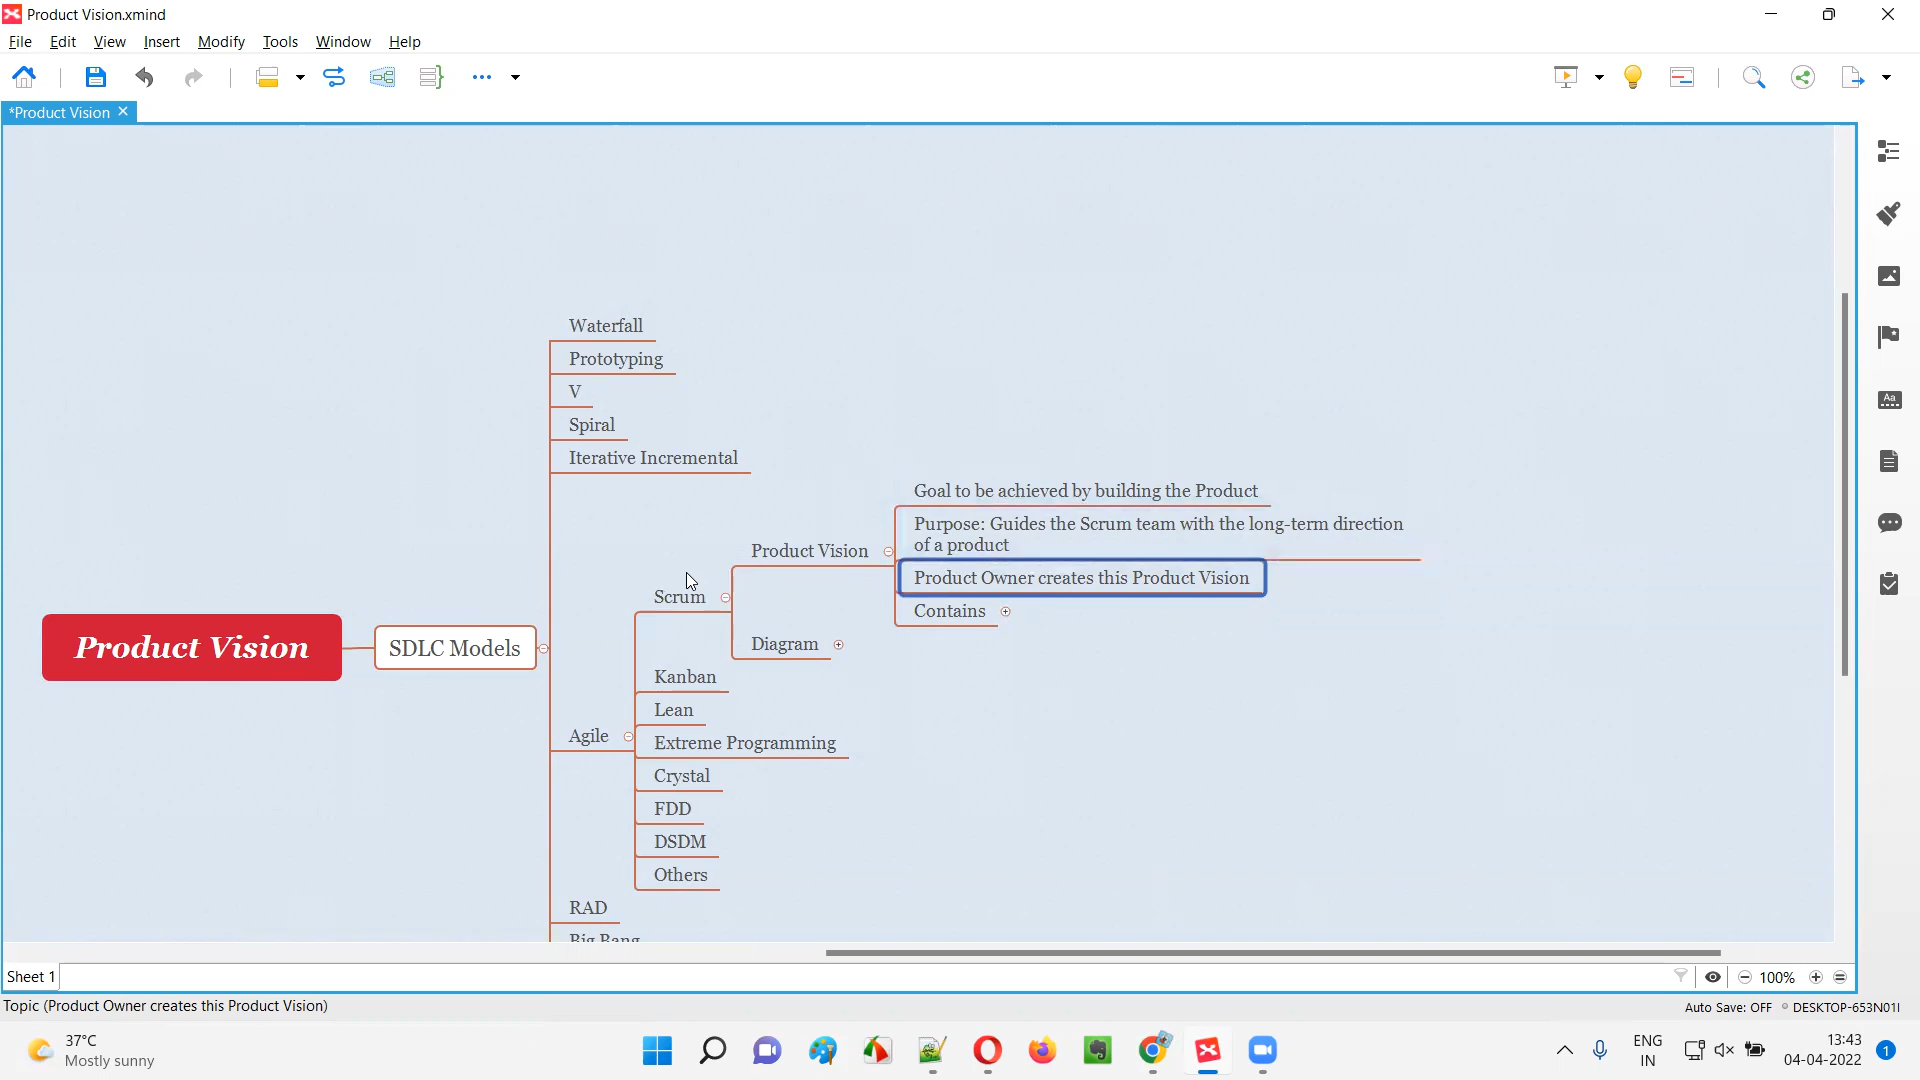 Product Vision.xmind
File Edit View Insert Modify Tools Window Help
*Product Vision
Waterfall
Prototyping
V
Spiral
Iterative Incremental
Goal to be achieved by building the Product
Purpose: Guides the Scrum team with the long-term direction
of a product
Product Vision
Product Owner creates this Product Vision
Scrum
Contains
Product Vision
SDLC Models
Diagram
Kanban
Lean
Agile
Extreme Programming
Crystal
FDD
DSDM
Others
RAD
Big Bang
Sheet 1
100%
Topic (Product Owner creates this Product Vision)
Auto Save: OFF
DESKTOP-653N01I
37°C
Mostly sunny
ENG
IN
13:43
04-04-2022
1